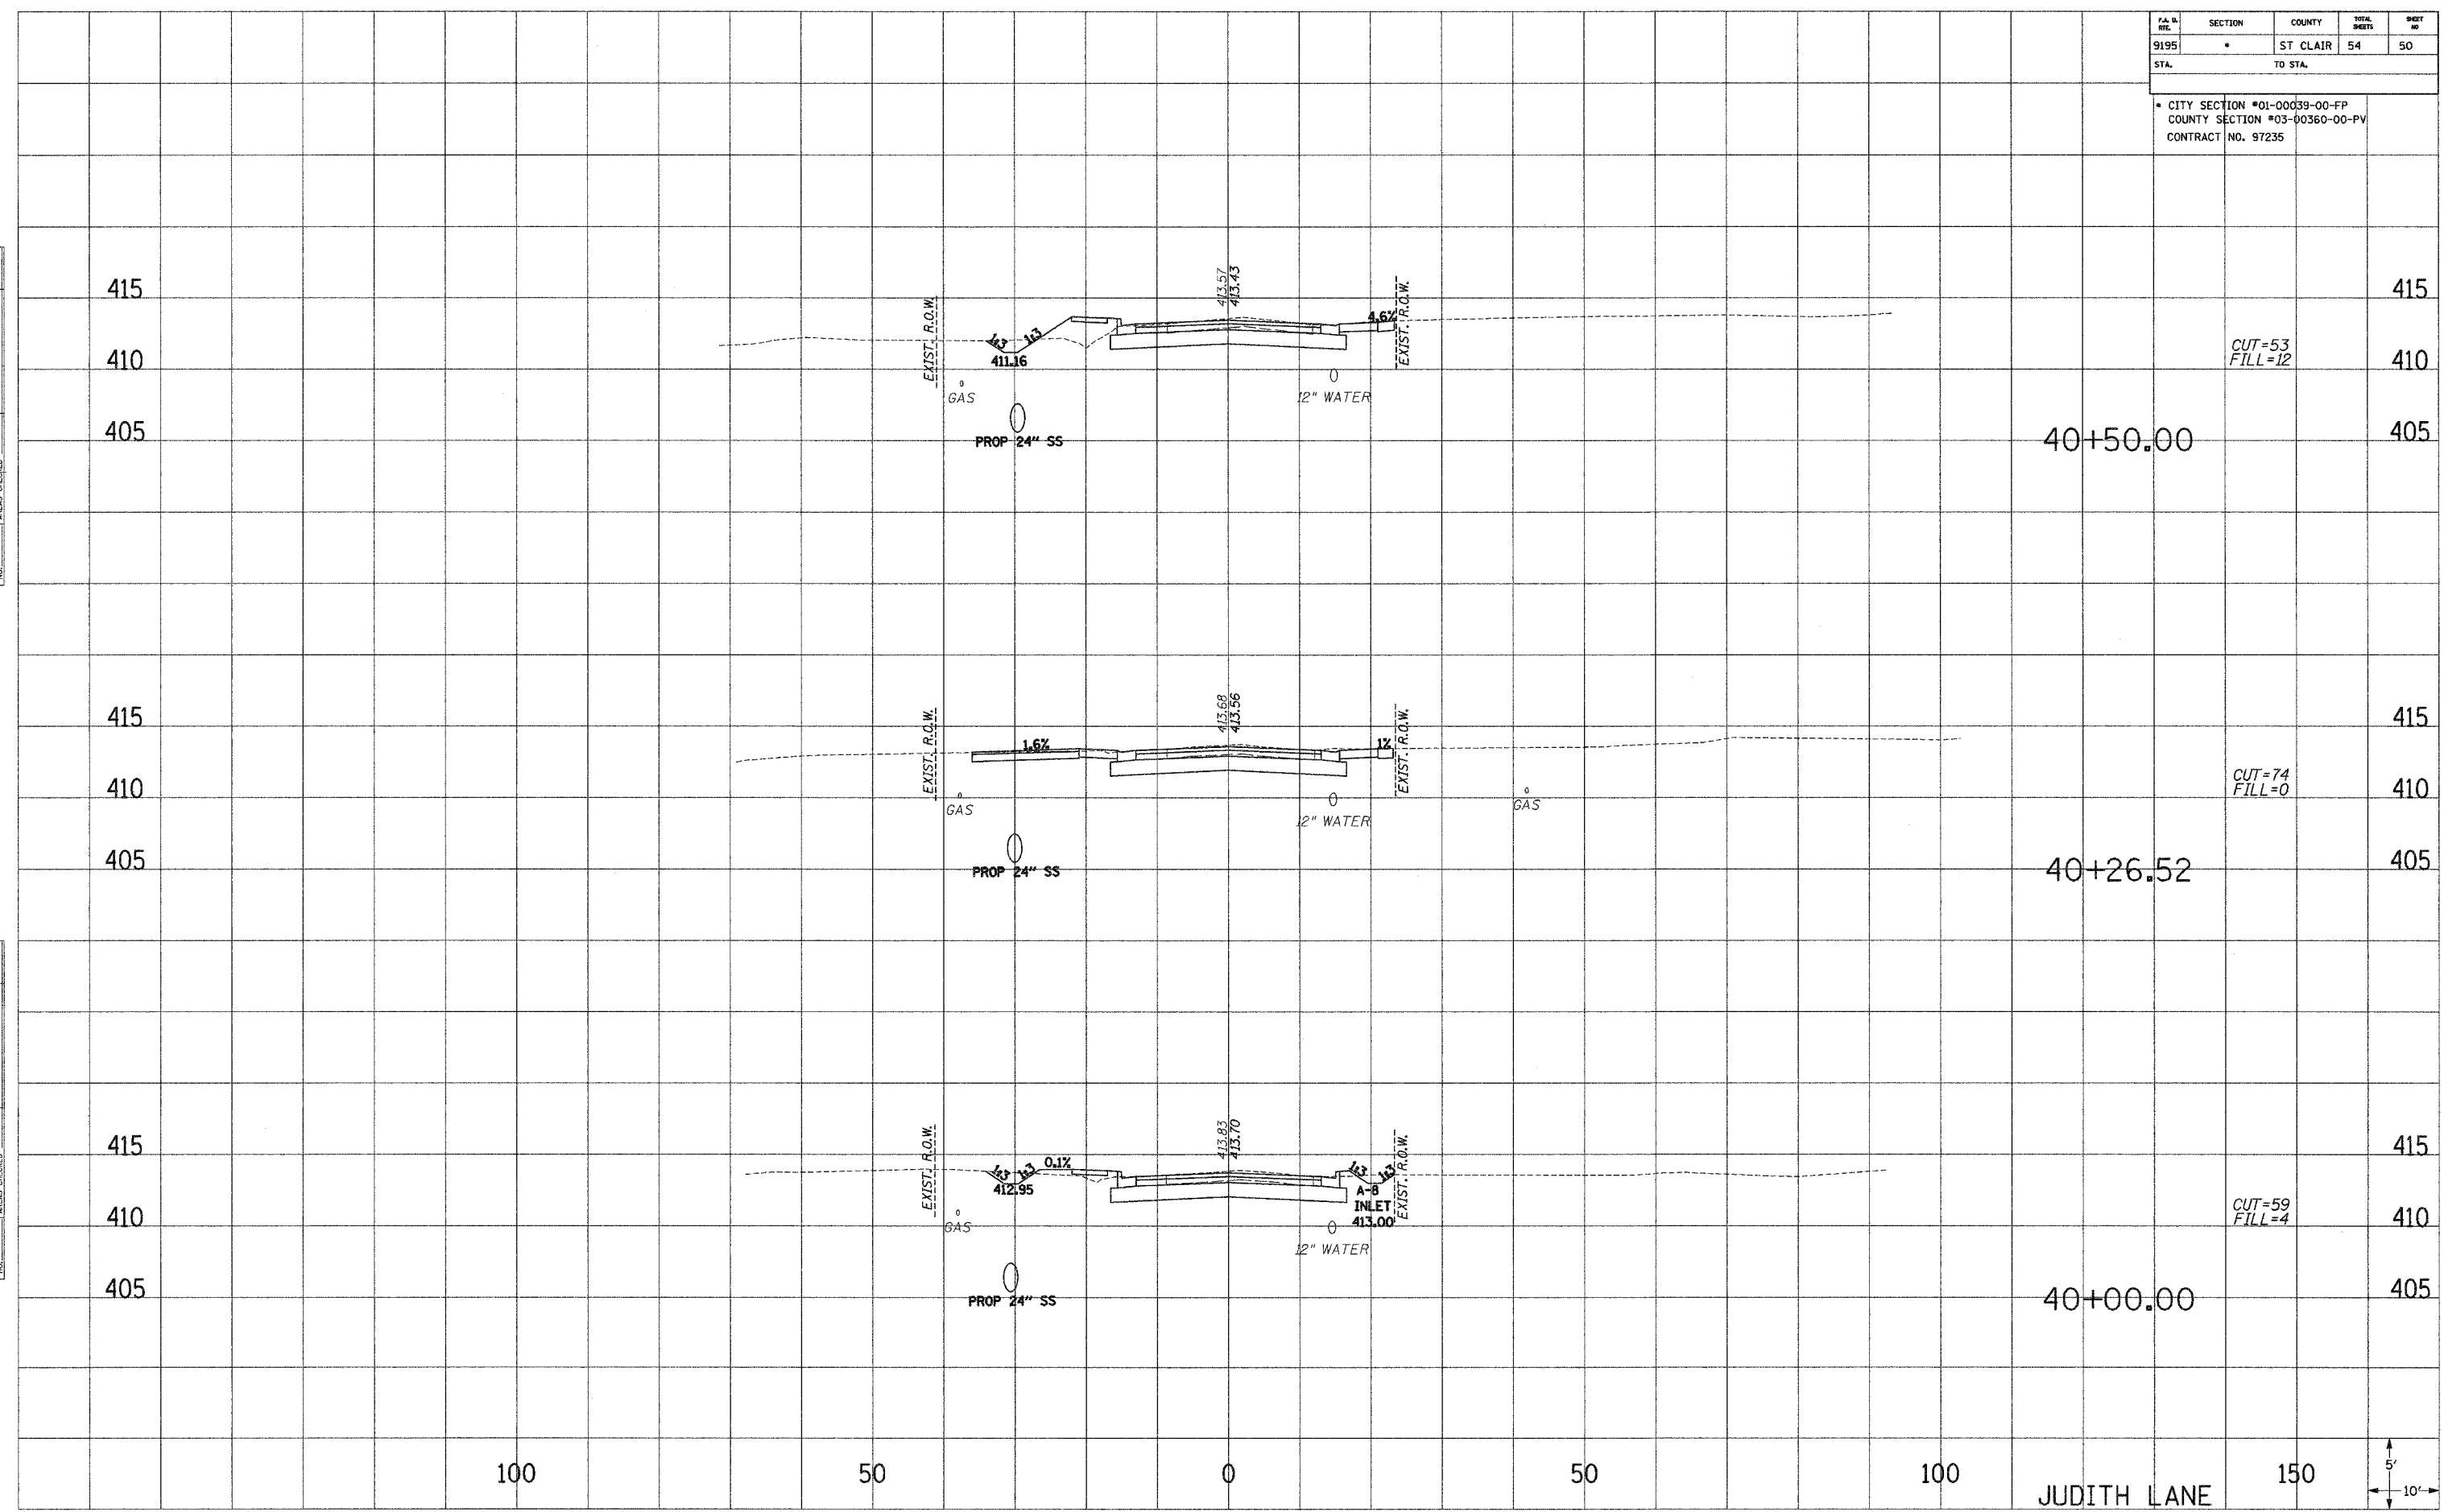 F.A. U. RTE. SECTION COUNTY TOTAL SHEETS SHEET NO
9195 * ST CLAIR 54 50
STA. TO STA.
* CITY SECTION #01-00039-00-FP
COUNTY SECTION #03-00360-00-PV
CONTRACT NO. 97235
415 415
413.57
413.43
EXIST. R.O.W.
EXIST. R.O.W.
1:3
1:3
4.6%
411.16
410 410
CUT=53
FILL=12
GAS
12" WATER
PROP 24" SS
405 405
40+50.00
415 415
413.68
413.56
EXIST. R.O.W.
EXIST. R.O.W.
1.6%
1%
410 410
CUT=74
FILL=0
GAS
12" WATER
GAS
PROP 24" SS
405 405
40+26.52
415 415
413.83
413.70
EXIST. R.O.W.
EXIST. R.O.W.
1:3
1:3
0.1%
1:3
1:3
412.95
A-8
INLET
413.00
410 410
CUT=59
FILL=4
GAS
12" WATER
PROP 24" SS
405 405
40+00.00
100 50 0 50 100 150
JUDITH LANE
5'
10'